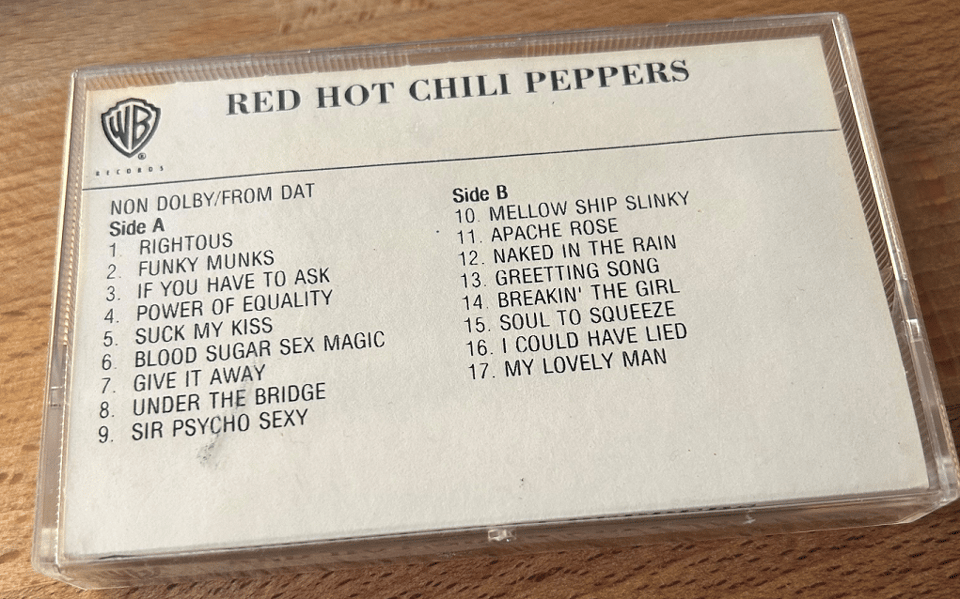 RED HOT CHILI PEPPERS
WB
®
RECORDS
NON DOLBY/FROM DAT
Side A
1. RIGHTOUS
2. FUNKY MUNKS
3. IF YOU HAVE TO ASK
4. POWER OF EQUALITY
5. SUCK MY KISS
6. BLOOD SUGAR SEX MAGIC
7. GIVE IT AWAY
8. UNDER THE BRIDGE
9. SIR PSYCHO SEXY
Side B
10. MELLOW SHIP SLINKY
11. APACHE ROSE
12. NAKED IN THE RAIN
13. GREETTING SONG
14. BREAKIN' THE GIRL
15. SOUL TO SQUEEZE
16. I COULD HAVE LIED
17. MY LOVELY MAN